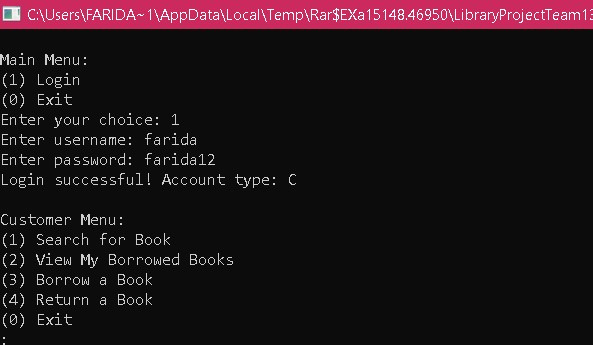 C:\Users\FARIDA~1\AppData\Local\Temp\Rar$EXa15148.46950\LibraryProjectTeam13
Main Menu:
(1) Login
(0) Exit
Enter your choice: 1
Enter username: farida
Enter password: farida12
Login successful! Account type: C
Customer Menu:
(1) Search for Book
(2) View My Borrowed Books
(3) Borrow a Book
(4) Return a Book
(0) Exit
: